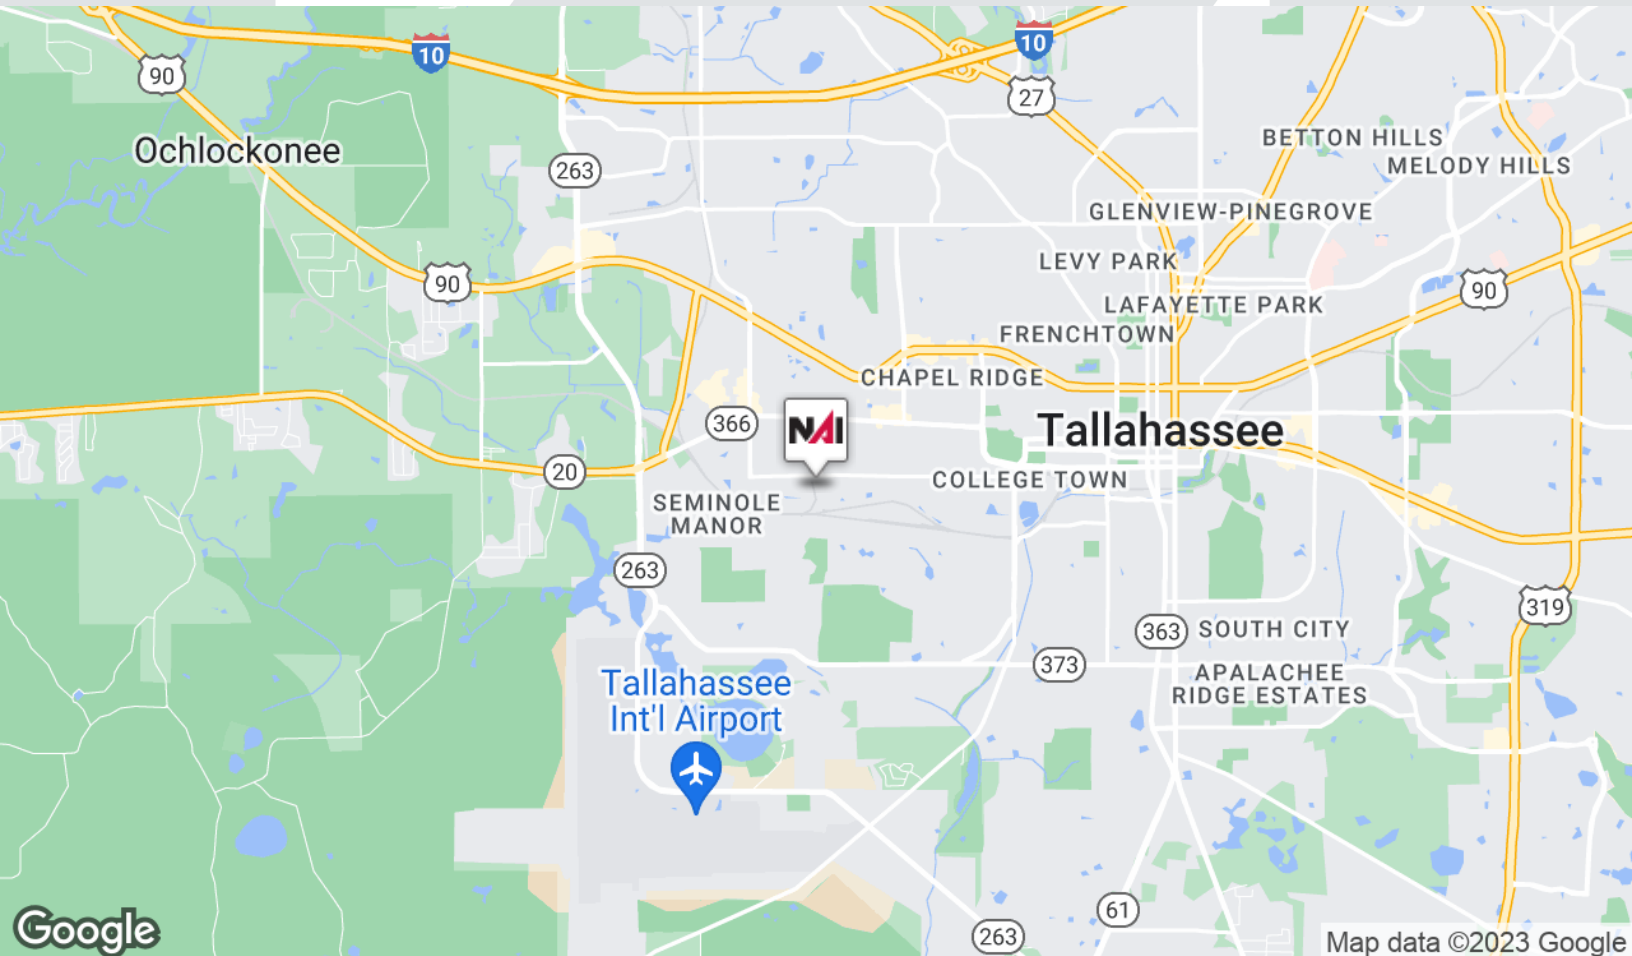 10
10
90
27
BETTON HILLS
Ochlockonee
MELODY HILLS
263
GLENVIEW-PINEGROVE
LEVY PARK
90
90
LAFAYETTE PARK
FRENCHTOWN
CHAPEL RIDGE
366
NAI
Tallahassee
20
COLLEGE TOWN
SEMINOLE
MANOR
263
319
363
SOUTH CITY
373
APALACHEE
RIDGE ESTATES
Tallahassee
Int'l Airport
61
Google
263
Map data ©2023 Google